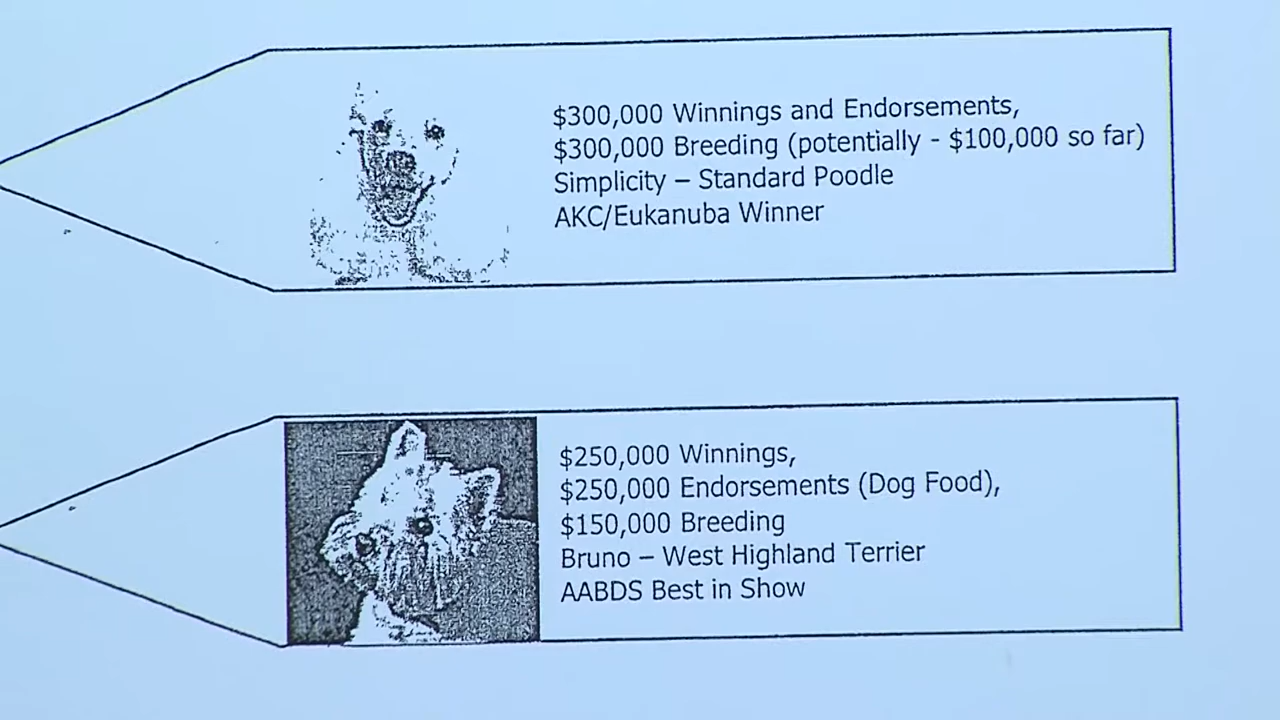 $300,000 Winnings and Endorsements,
$300,000 Breeding (potentially - $100,000 so far)
Simplicity – Standard Poodle
AKC/Eukanuba Winner
$250,000 Winnings,
$250,000 Endorsements (Dog Food),
$150,000 Breeding
Bruno – West Highland Terrier
AABDS Best in Show